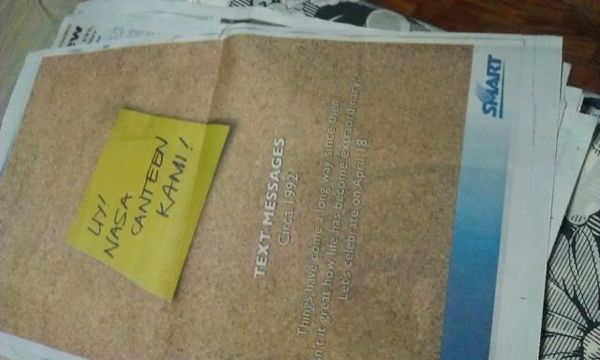 UY!
NASA
CANTEEN
KAMI!
TEXT MESSAGES
Circa 1992
Things have come a long way since then
it great how life has become extraordinary?
Let's celebrate on April 18
SMART